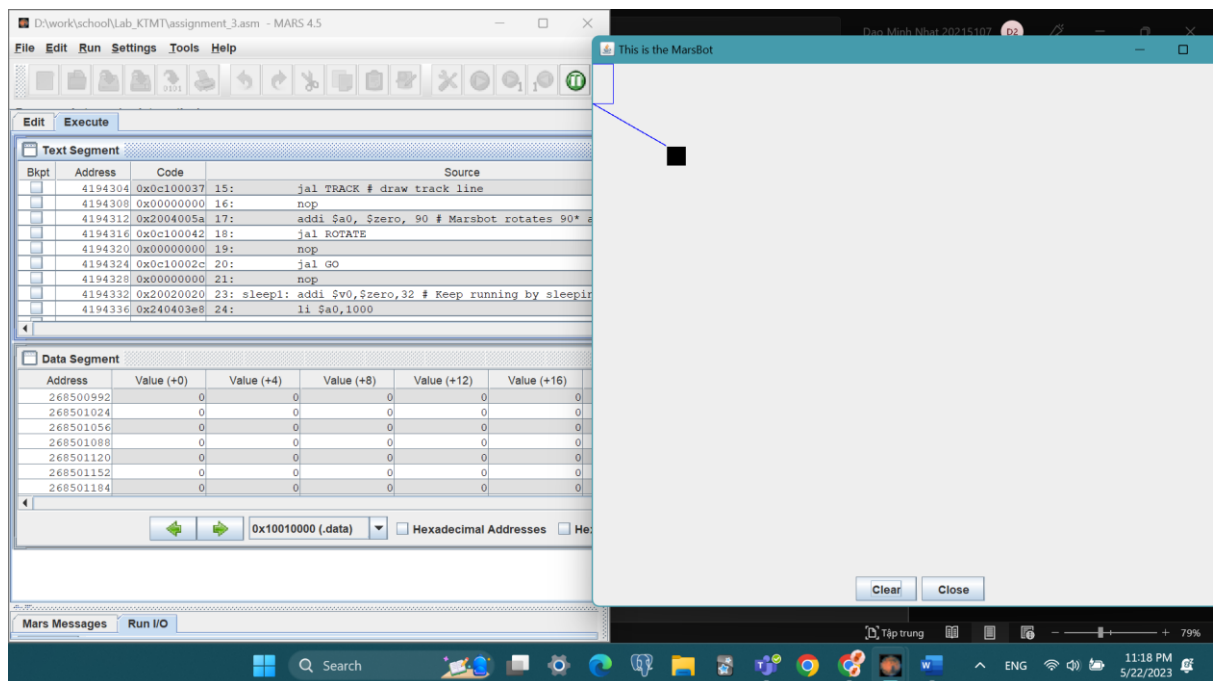 D:\work\school\Lab_KTMT\assignment_3.asm - MARS 4.5
Dao Minh Nhat 20215107 D2
File Edit Run Settings Tools Help
This is the MarsBot
Edit Execute
Text Segment
Bkpt Address Code Source
4194304 0x0c100037 15: jal TRACK # draw track line
4194308 0x00000000 16: nop
4194312 0x2004005a 17: addi $a0, $zero, 90 # Marsbot rotates 90* a
4194316 0x0c100042 18: jal ROTATE
4194320 0x00000000 19: nop
4194324 0x0c10002c 20: jal GO
4194328 0x00000000 21: nop
4194332 0x20020020 23: sleep1: addi $v0,$zero,32 # Keep running by sleepin
4194336 0x240403e8 24: li $a0,1000
Data Segment
Address Value (+0) Value (+4) Value (+8) Value (+12) Value (+16)
268500992 0 0 0 0 0
268501024 0 0 0 0 0
268501056 0 0 0 0 0
268501088 0 0 0 0 0
268501120 0 0 0 0 0
268501152 0 0 0 0 0
268501184 0 0 0 0 0
0x10010000 (.data) Hexadecimal Addresses He
Clear Close
Mars Messages Run I/O
Tập trung 79%
Search
ENG
11:18 PM
5/22/2023